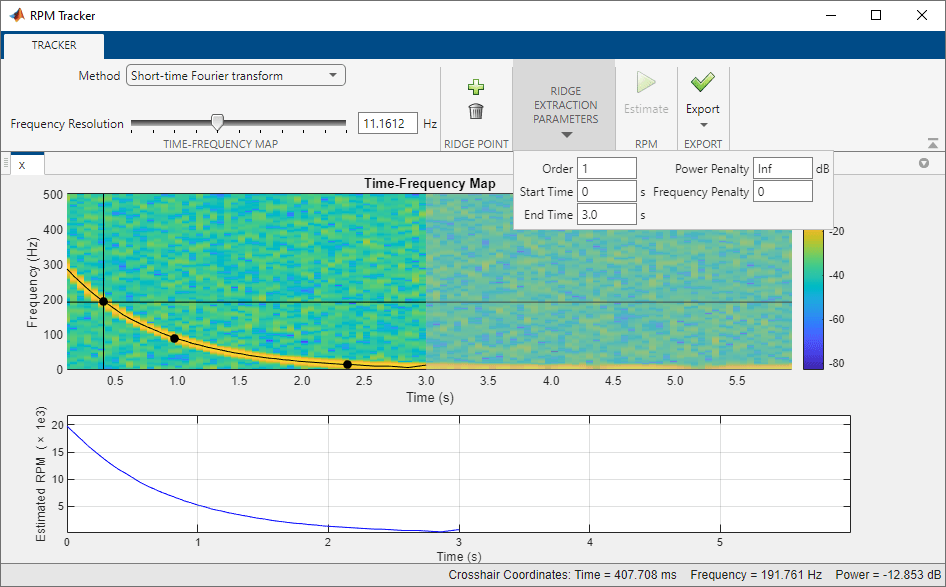 RPM Tracker
TRACKER
Method Short-time Fourier transform
Frequency Resolution 11.1612 Hz
TIME-FREQUENCY MAP
RIDGE POINT
RIDGE
EXTRACTION
PARAMETERS
Estimate
RPM
Export
EXPORT
Order 1 Power Penalty Inf dB
Start Time 0 s Frequency Penalty 0
End Time 3.0 s
X
Time-Frequency Map
Frequency (Hz)
500
400
300
200
100
0
0.5 1.0 1.5 2.0 2.5 3.0 3.5 4.0 4.5 5.0 5.5
Time (s)
-20
-40
-60
-80
Estimated RPM ( × 1e3)
20
15
10
5
0 1 2 3 4 5
Time (s)
Crosshair Coordinates: Time = 407.708 ms Frequency = 191.761 Hz Power = -12.853 dB